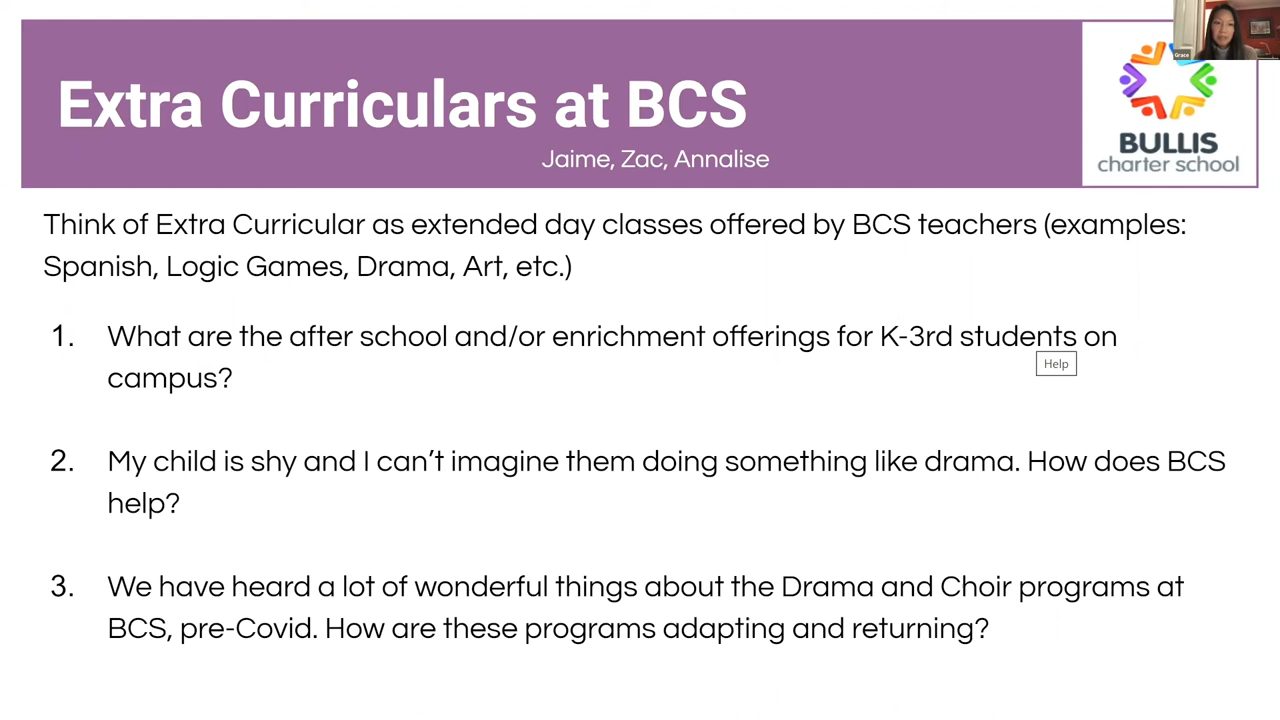 Extra Curriculars at BCS
Jaime, Zac, Annalise
Grace
BULLIS
charter school
Think of Extra Curricular as extended day classes offered by BCS teachers (examples:
Spanish, Logic Games, Drama, Art, etc.)
1. What are the after school and/or enrichment offerings for K-3rd students on
campus?
Help
2. My child is shy and I can't imagine them doing something like drama. How does BCS
help?
3. We have heard a lot of wonderful things about the Drama and Choir programs at
BCS, pre-Covid. How are these programs adapting and returning?